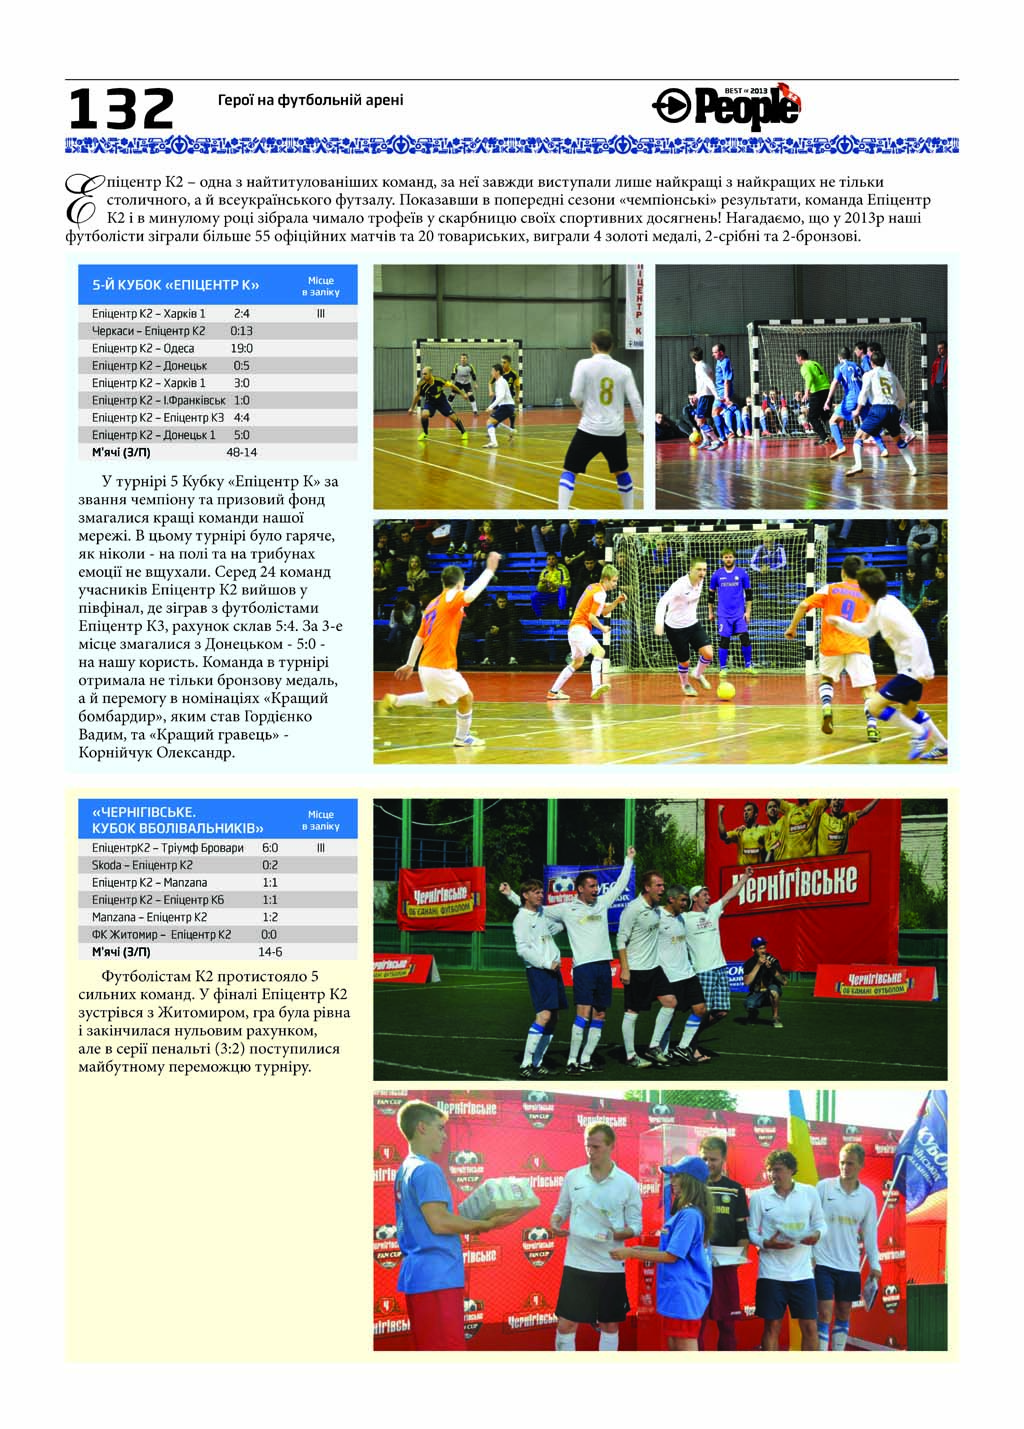 132
Герої на футбольній арені
BEST OF 2013
People
Епіцентр К2 – одна з найтитулованіших команд, за неї завжди виступали лише найкращі з найкращих не тільки
столичного, а й всеукраїнського футзалу. Показавши в попередні сезони «чемпіонські» результати, команда Епіцентр
К2 і в минулому році зібрала чимало трофеїв у скарбницю своїх спортивних досягнень! Нагадаємо, що у 2013р наші
футболісти зіграли більше 55 офіційних матчів та 20 товариських, виграли 4 золоті медалі, 2-срібні та 2-бронзові.
5-Й КУБОК «ЕПІЦЕНТР К» Місце в заліку
Епіцентр К2 – Харків 1 2:4 III
Черкаси – Епіцентр К2 0:13
Епіцентр К2 – Одеса 19:0
Епіцентр К2 – Донецьк 0:5
Епіцентр К2 – Харків 1 3:0
Епіцентр К2 – І.Франківськ 1:0
Епіцентр К2 – Епіцентр К3 4:4
Епіцентр К2 – Донецьк 1 5:0
М'ячі (З/П) 48-14
У турнірі 5 Кубку «Епіцентр К» за
звання чемпіону та призовий фонд
змагалися кращі команди нашої
мережі. В цьому турнірі було гаряче,
як ніколи - на полі та на трибунах
емоції не вщухали. Серед 24 команд
учасників Епіцентр К2 вийшов у
півфінал, де зіграв з футболістами
Епіцентр К3, рахунок склав 5:4. За 3-е
місце змагалися з Донецьком - 5:0 -
на нашу користь. Команда в турнірі
отримала не тільки бронзову медаль,
а й перемогу в номінаціях «Кращий
бомбардир», яким став Гордієнко
Вадим, та «Кращий гравець» -
Корнійчук Олександр.
8
5
9
«ЧЕРНІГІВСЬКЕ.
КУБОК ВБОЛІВАЛЬНИКІВ» Місце в заліку
ЕпіцентрК2 – Тріумф Бровари 6:0 III
Skoda – Епіцентр К2 0:2
Епіцентр К2 – Manzana 1:1
Епіцентр К2 – Епіцентр К6 1:1
Manzana – Епіцентр К2 1:2
ФК Житомир – Епіцентр К2 0:0
М'ячі (З/П) 14-6
Футболістам К2 протистояло 5
сильних команд. У фіналі Епіцентр К2
зустрівся з Житомиром, гра була рівна
і закінчилася нульовим рахунком,
але в серії пенальті (3:2) поступилися
майбутному переможцю турніру.
Чернігівське
ОБ'ЄДНАНІ ФУТБОЛОМ
Чернігівське
Чернігівське
ОБ'ЄДНАНІ ФУТБОЛОМ
Чернігівське
FAN CUP
Чернігівське